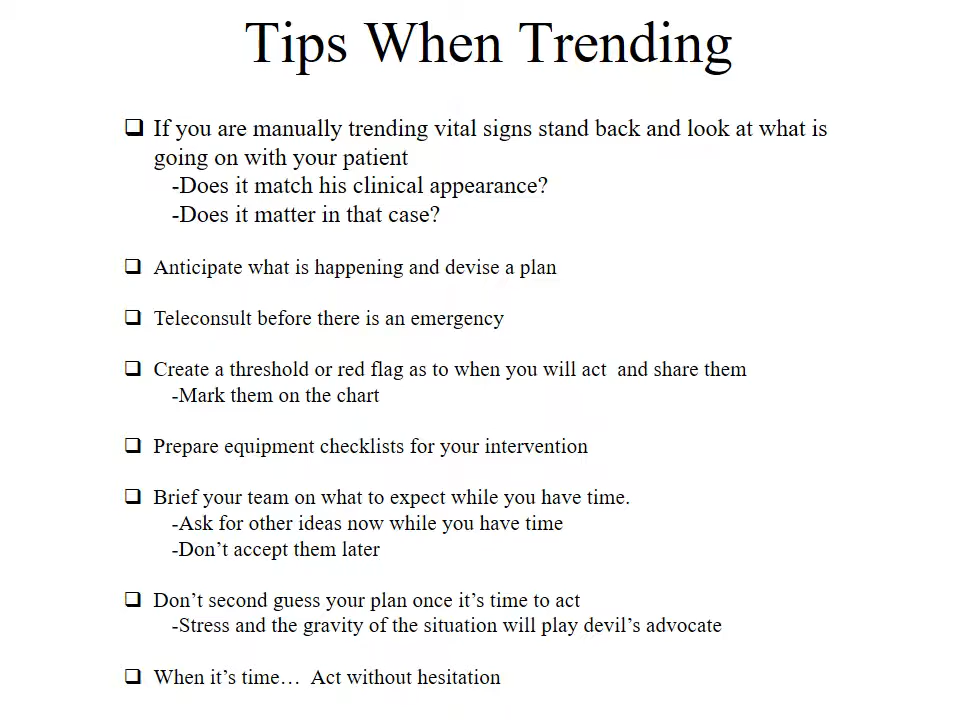 Tips When Trending
❑ If you are manually trending vital signs stand back and look at what is
going on with your patient
-Does it match his clinical appearance?
-Does it matter in that case?
❑ Anticipate what is happening and devise a plan
❑ Teleconsult before there is an emergency
❑ Create a threshold or red flag as to when you will act  and share them
-Mark them on the chart
❑ Prepare equipment checklists for your intervention
❑ Brief your team on what to expect while you have time.
-Ask for other ideas now while you have time
-Don’t accept them later
❑ Don’t second guess your plan once it’s time to act
-Stress and the gravity of the situation will play devil’s advocate
❑ When it’s time…  Act without hesitation